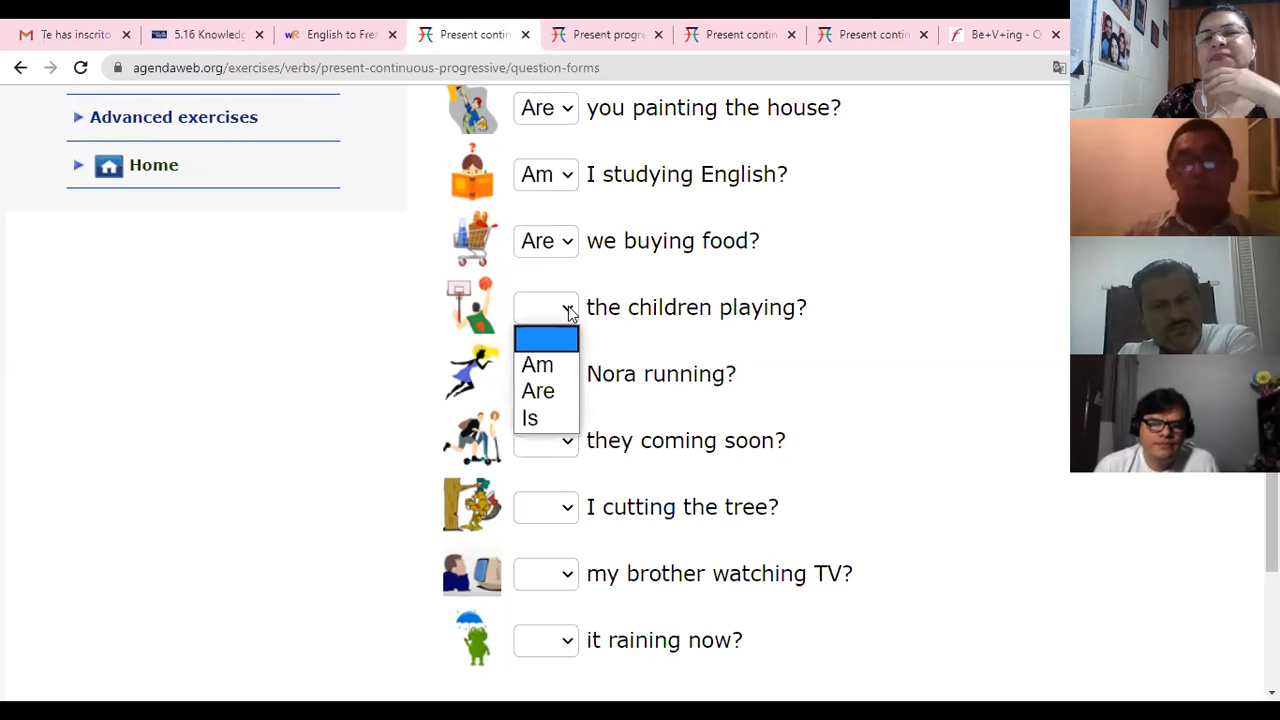 Te has inscrito
5.16 Knowledg
English to Fren
Present contin
Present progre
Present contin
Present contin
Be+V+ing - Q
agendaweb.org/exercises/verbs/present-continuous-progressive/question-forms
Advanced exercises
Home
Are you painting the house?
Am I studying English?
Are we buying food?
the children playing?
Am
Are
Is
Nora running?
they coming soon?
I cutting the tree?
my brother watching TV?
it raining now?